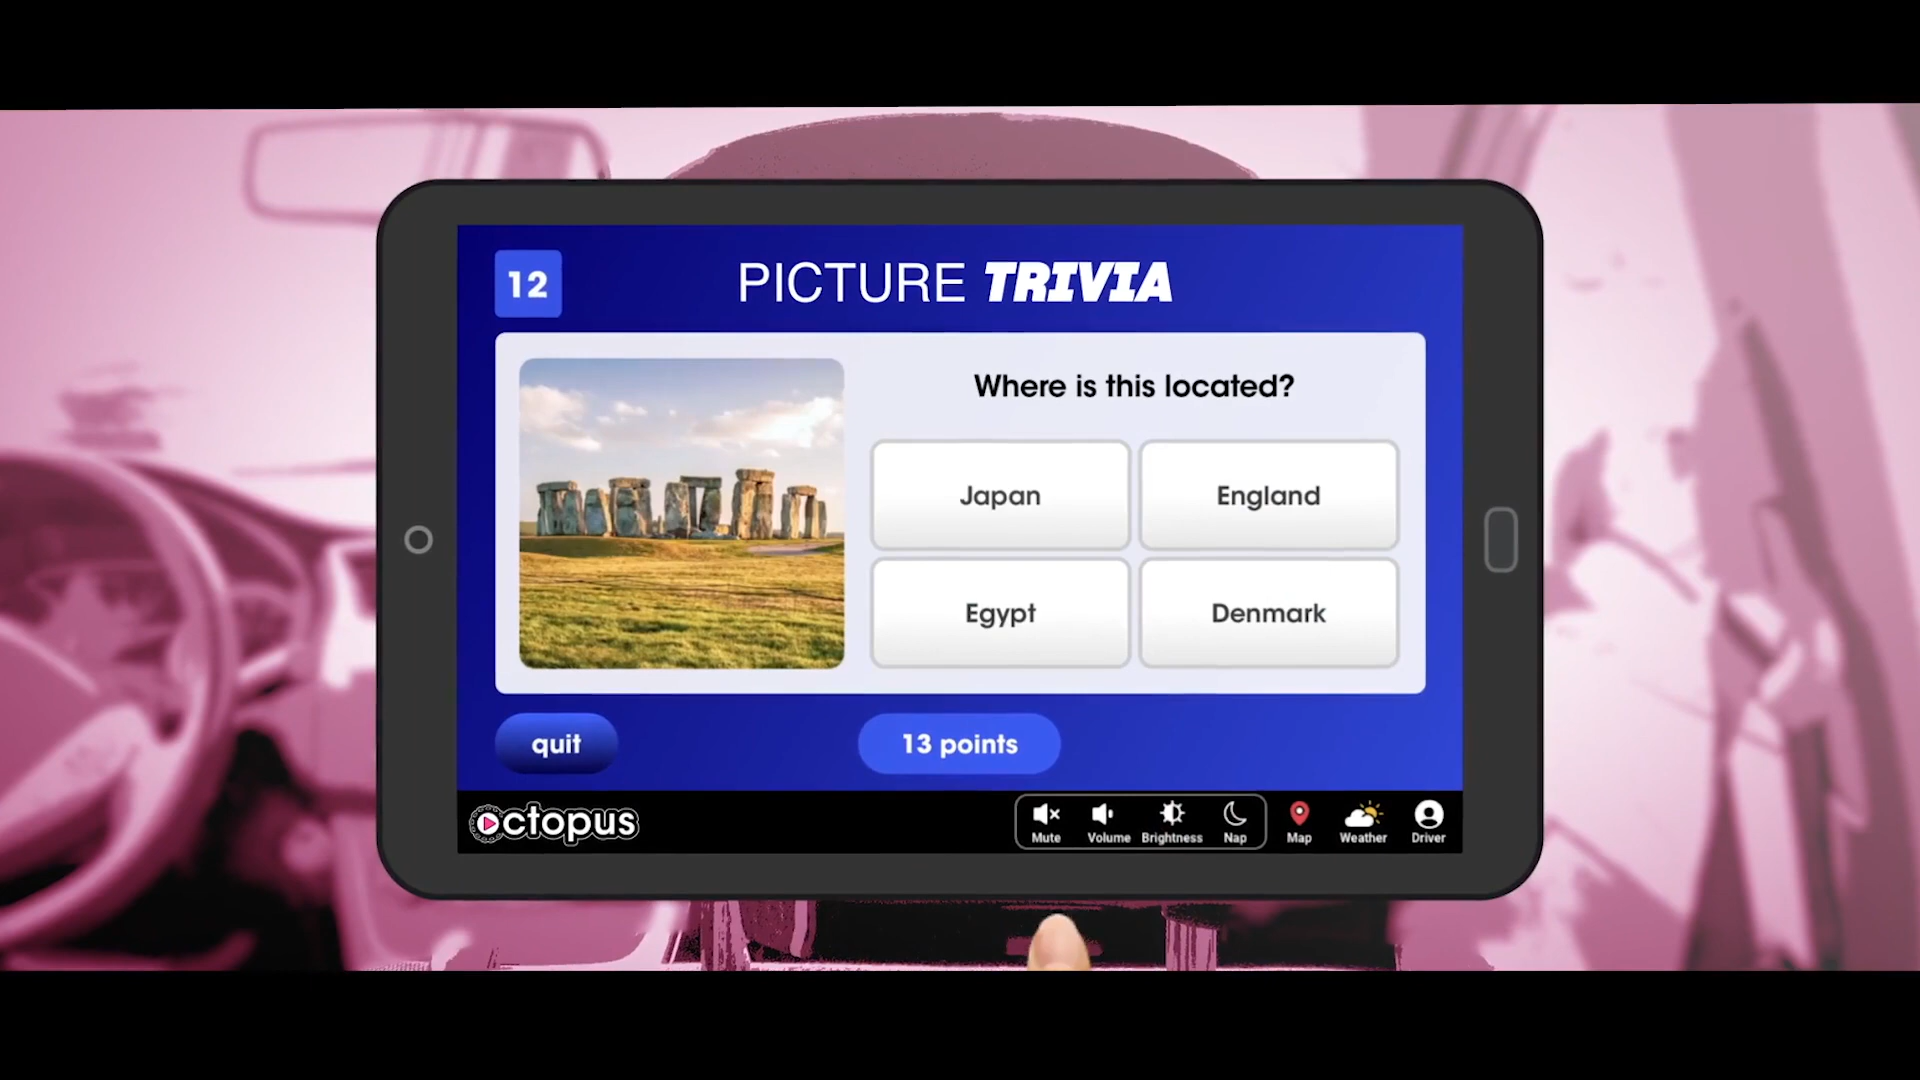 12
PICTURE TRIVIA
Where is this located?
Japan
England
Egypt
Denmark
quit
13 points
octopus
Mute
Volume
Brightness
Nap
Map
Weather
Driver